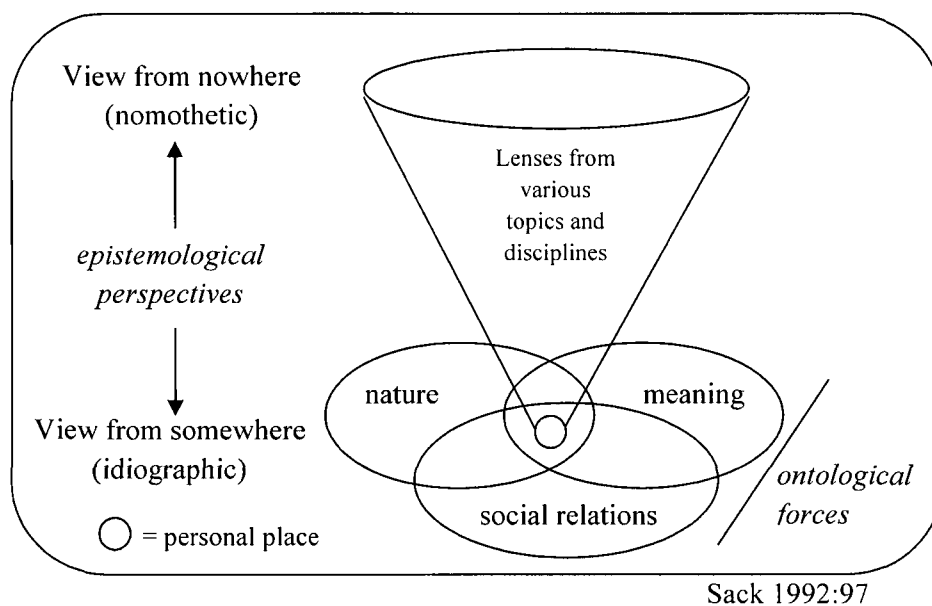 View from nowhere
(nomothetic)
epistemological
perspectives
View from somewhere
(idiographic)
= personal place
Lenses from
various
topics and
disciplines
nature
meaning
social relations
ontological
forces
Sack 1992:97